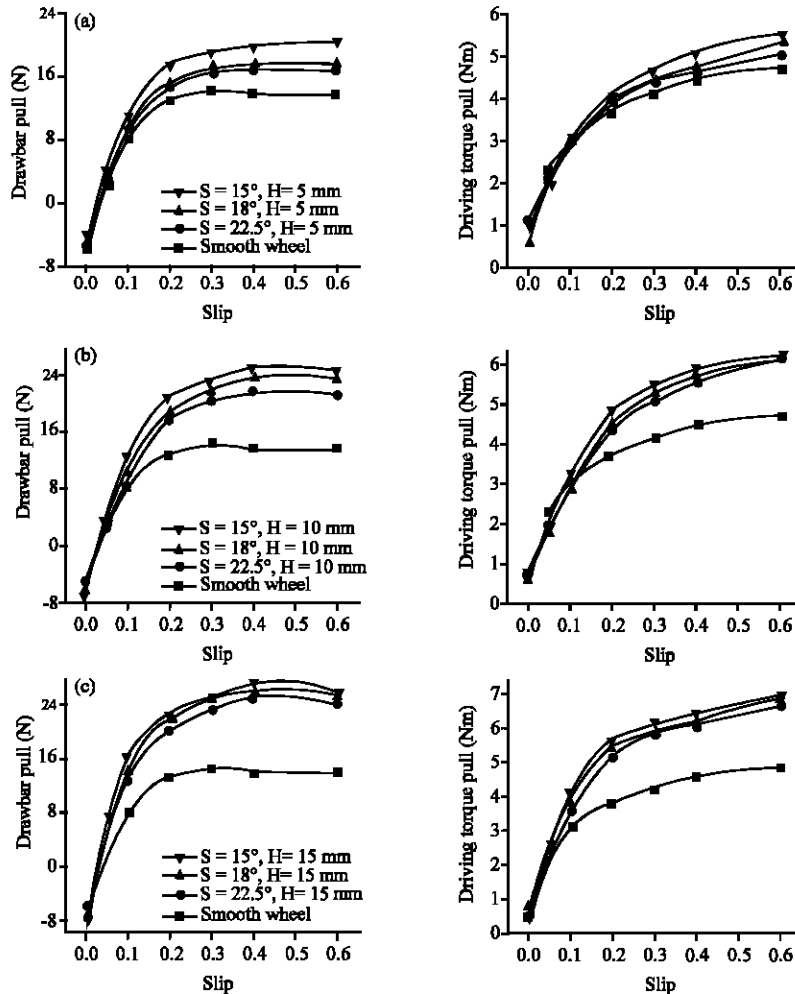 (a)
Drawbar pull (N)
24
16
8
0
-8
S = 15°, H= 5 mm
S = 18°, H= 5 mm
S = 22.5°, H= 5 mm
Smooth wheel
0.0 0.1 0.2 0.3 0.4 0.5 0.6
Slip
Driving torque pull (Nm)
6
5
4
3
2
1
0
0.0 0.1 0.2 0.3 0.4 0.5 0.6
Slip
(b)
Drawbar pull (N)
24
16
8
0
-8
S = 15°, H= 10 mm
S = 18°, H= 10 mm
S = 22.5°, H= 10 mm
Smooth wheel
0.0 0.1 0.2 0.3 0.4 0.5 0.6
Slip
Driving torque pull (Nm)
6
5
4
3
2
1
0
0.0 0.1 0.2 0.3 0.4 0.5 0.6
Slip
(c)
Drawbar pull (N)
24
16
8
0
-8
S = 15°, H= 15 mm
S = 18°, H= 15 mm
S = 22.5°, H= 15 mm
Smooth wheel
0.0 0.1 0.2 0.3 0.4 0.5 0.6
Slip
Driving torque pull (Nm)
7
6
5
4
3
2
1
0
0.0 0.1 0.2 0.3 0.4 0.5 0.6
Slip